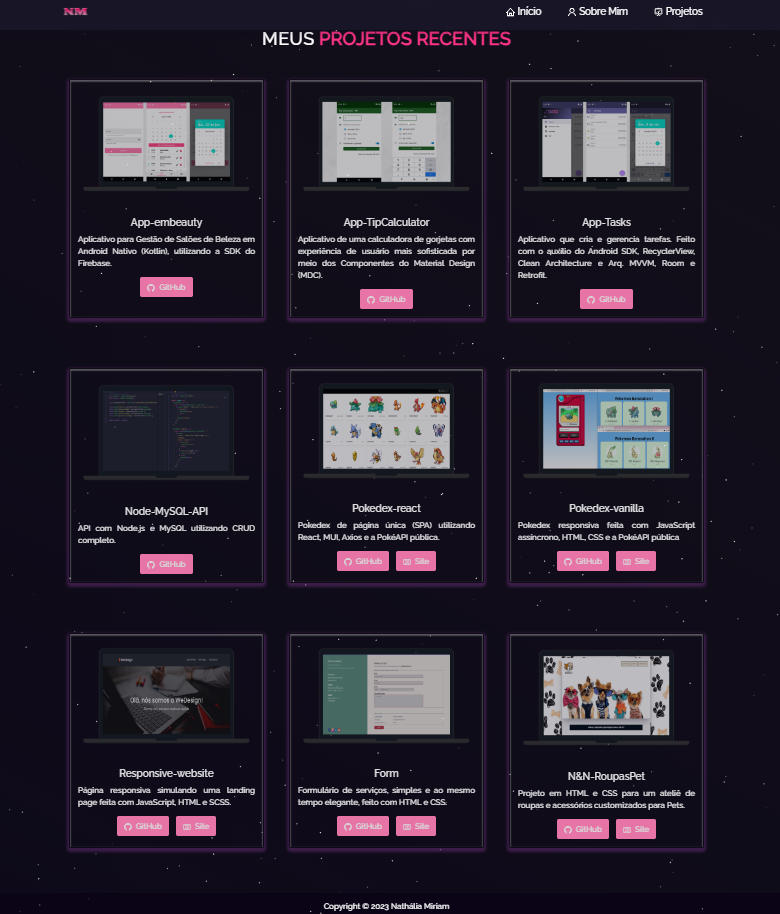 NM
Início
Sobre Mim
Projetos
MEUS PROJETOS RECENTES
App-embeauty
Aplicativo para Gestão de Salões de Beleza em
Android Nativo (Kotlin), utilizando a SDK do
Firebase.
GitHub
App-TipCalculator
Aplicativo de uma calculadora de gorjetas com
experiência de usuário mais sofisticada por
meio dos Componentes do Material Design
(MDC).
GitHub
App-Tasks
Aplicativo que cria e gerencia tarefas. Feito
com o auxílio do Android SDK, RecyclerView,
Clean Architecture e Arq. MVVM, Room e
Retrofit.
GitHub
Node-MySQL-API
API com Node.js e MySQL utilizando CRUD
completo.
GitHub
Pokedex-react
Pokedex de página única (SPA) utilizando
React, MUI, Axios e a PokéAPI pública.
GitHub
Site
Pokedex-vanilla
Pokedex responsiva feita com JavaScript
assíncrono, HTML, CSS e a PokéAPI pública
GitHub
Site
Olá, nós somos a WeDesign!
Responsive-website
Página responsiva simulando uma landing
page feita com JavaScript, HTML e SCSS.
GitHub
Site
Form
Formulário de serviços, simples e ao mesmo
tempo elegante, feito com HTML e CSS.
GitHub
Site
N&N-RoupasPet
Projeto em HTML e CSS para um ateliê de
roupas e acessórios customizados para Pets.
GitHub
Site
Copyright © 2023 Nathália Miriam